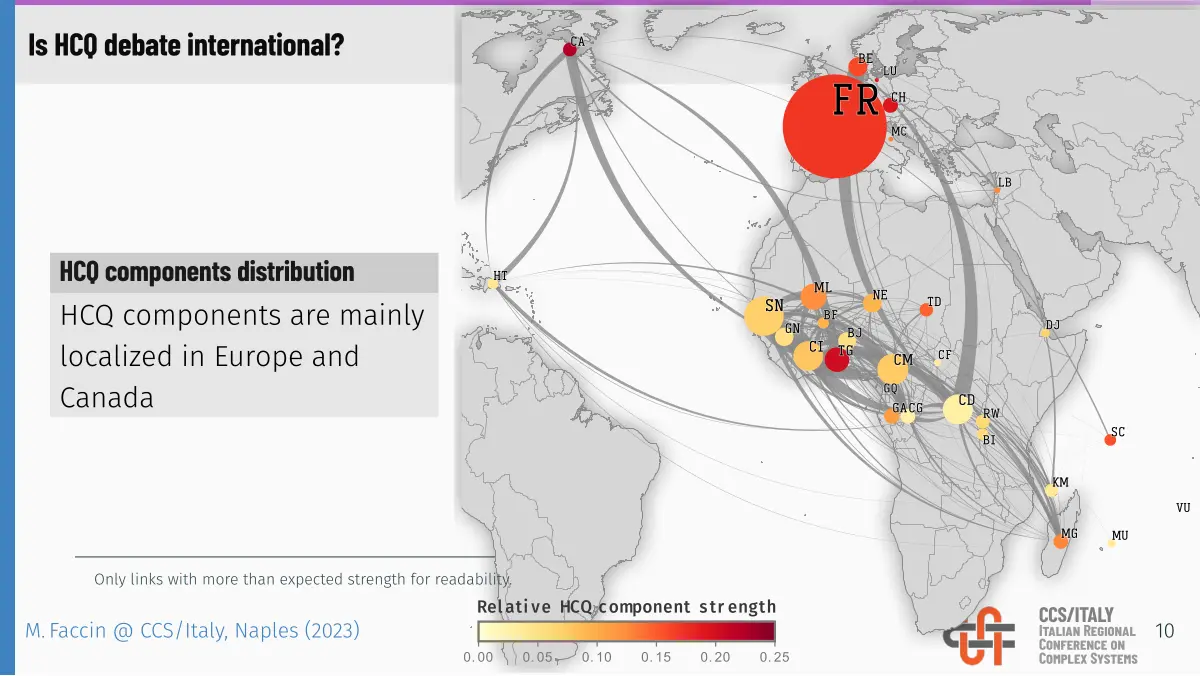 Is HCQ debate international?
HCQ components distribution
HCQ components are mainly
localized in Europe and
Canada
Only links with more than expected strength for readability.
M. Faccin @ CCS/Italy, Naples (2023)
CA
BE
LU
FR
CH
MC
LB
HT
ML
NE
TD
SN
BF
GN
BJ
DJ
CI
TG
CM
CF
GQ
CD
GA
CG
RW
BI
SC
KM
VU
MG
MU
Relative HCQ component strength
0.00 0.05 0.10 0.15 0.20 0.25
CCS/ITALY
ITALIAN REGIONAL
CONFERENCE ON
COMPLEX SYSTEMS
10